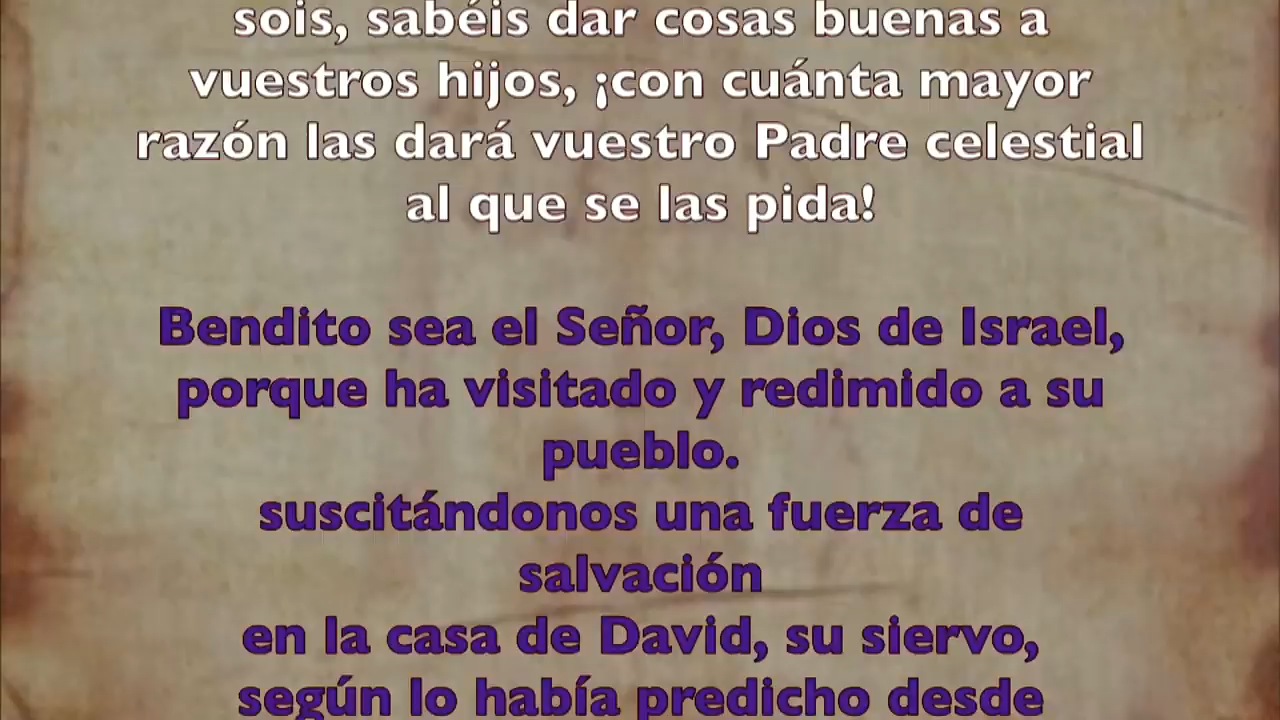 sois, sabéis dar cosas buenas a
vuestros hijos, ¡con cuánta mayor
razón las dará vuestro Padre celestial
al que se las pida!
Bendito sea el Señor, Dios de Israel,
porque ha visitado y redimido a su
pueblo.
suscitándonos una fuerza de
salvación
en la casa de David, su siervo,
según lo había predicho desde